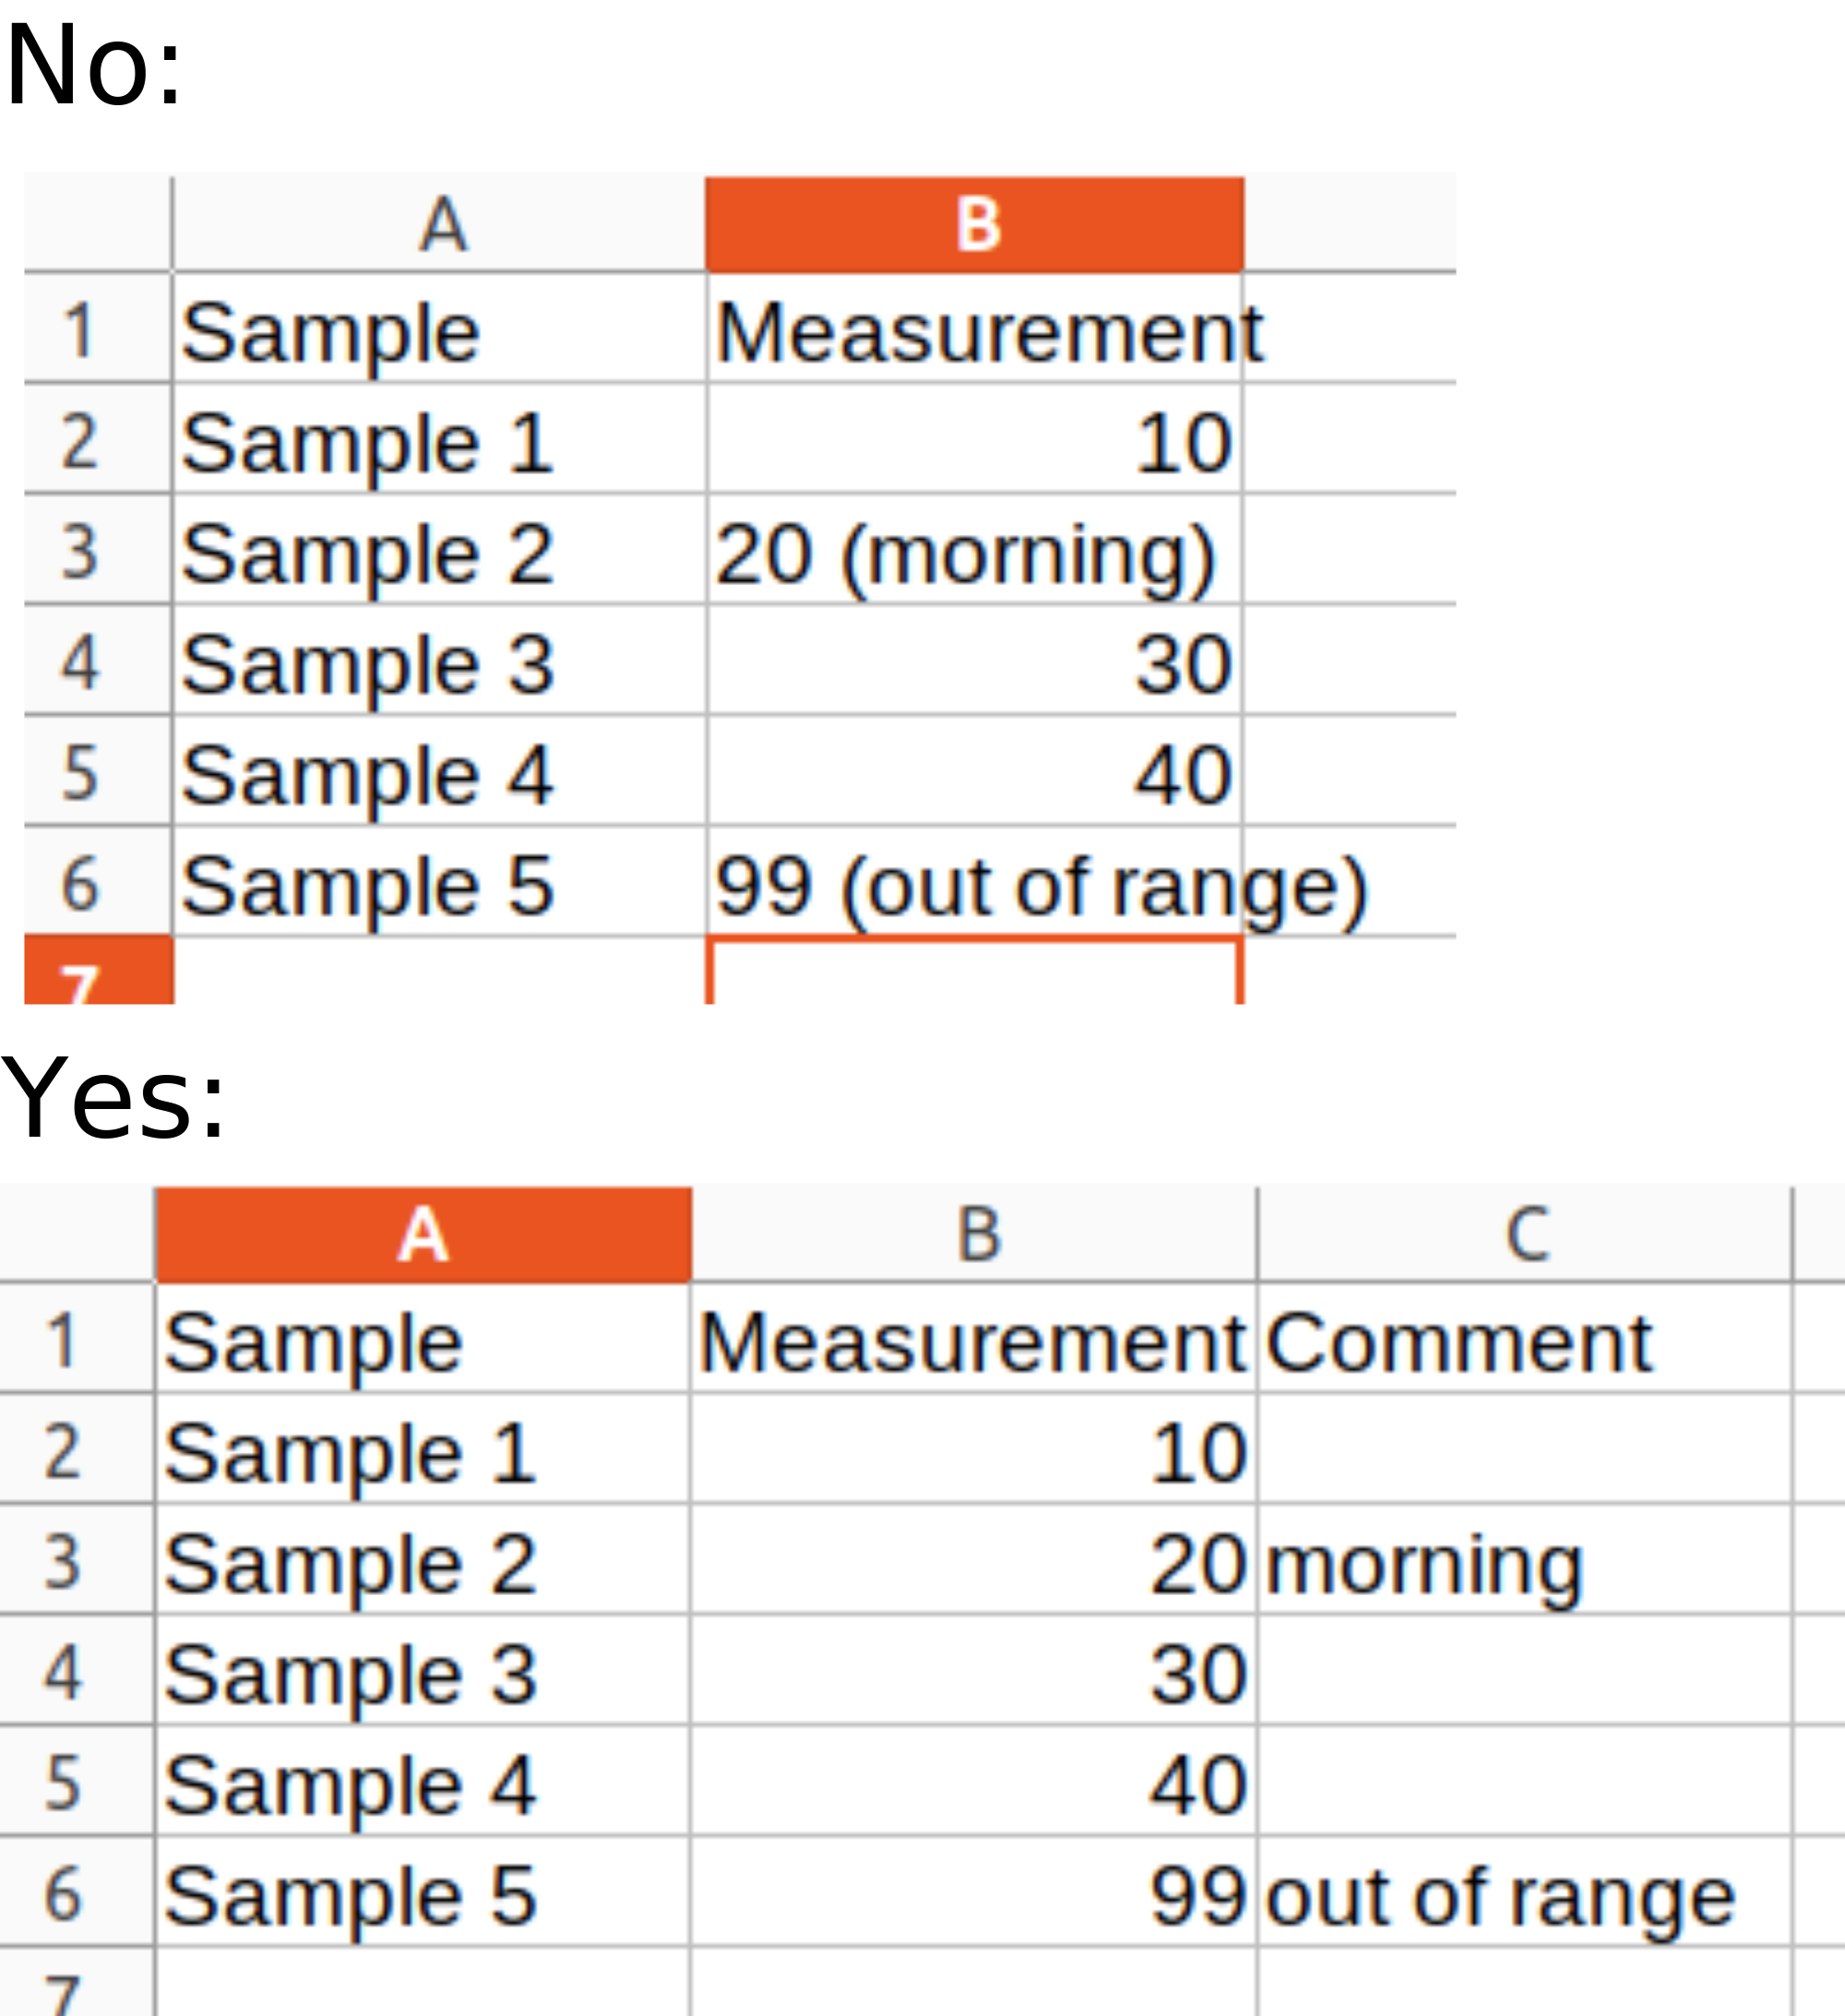 No:
A B
1 Sample Measurement
2 Sample 1 10
3 Sample 2 20 (morning)
4 Sample 3 30
5 Sample 4 40
6 Sample 5 99 (out of range)
7
Yes:
A B C
1 Sample Measurement Comment
2 Sample 1 10
3 Sample 2 20 morning
4 Sample 3 30
5 Sample 4 40
6 Sample 5 99 out of range
7